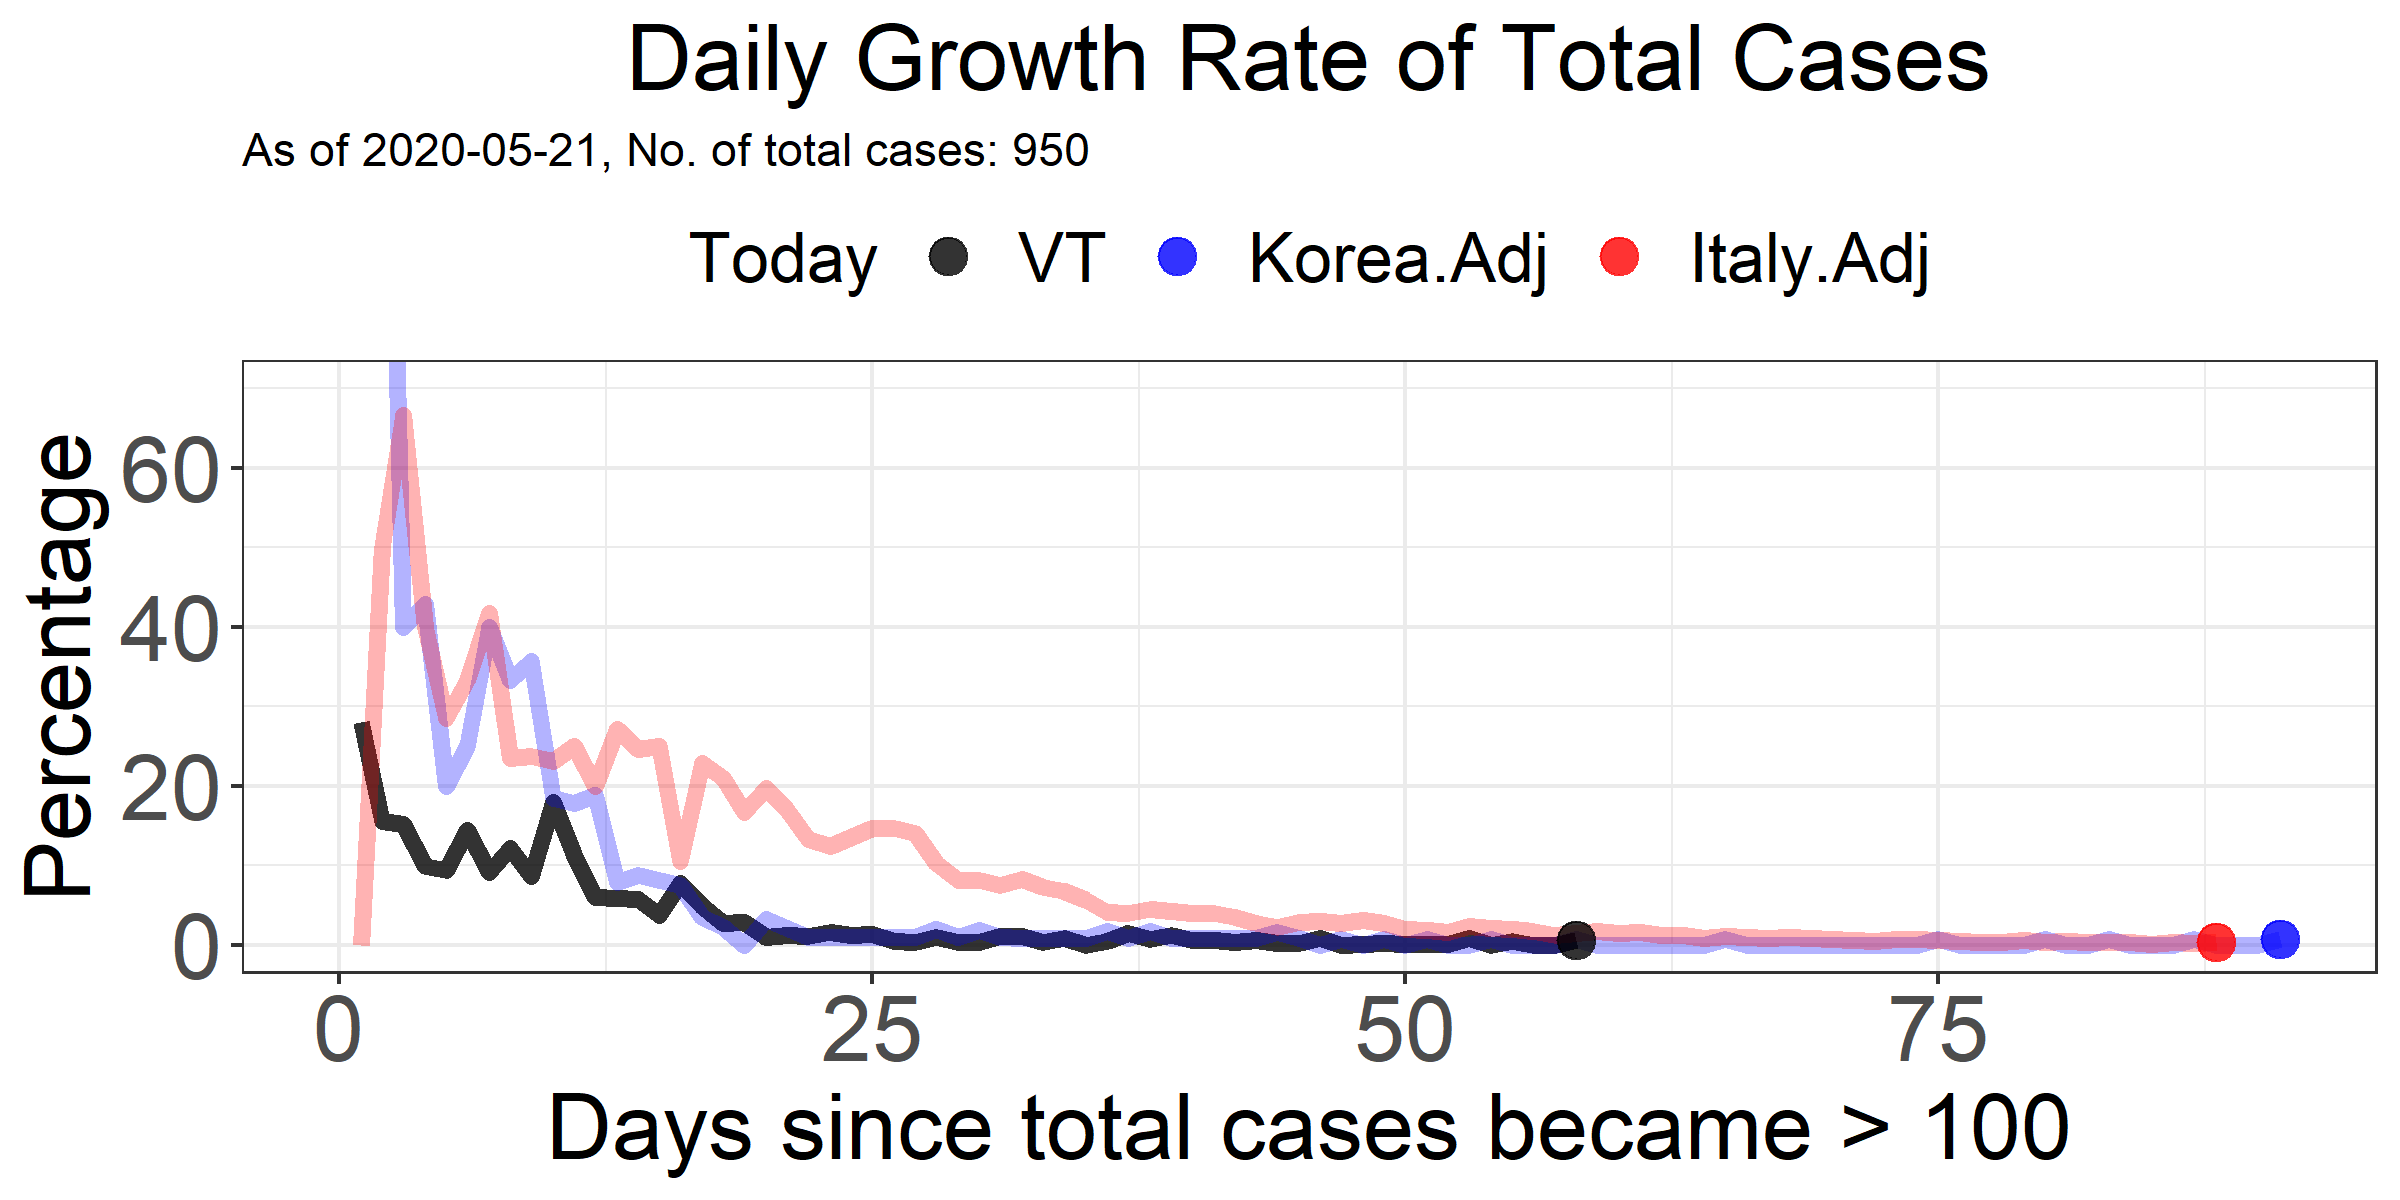 Daily Growth Rate of Total Cases
As of 2020-05-21, No. of total cases: 950
Today VT Korea.Adj Italy.Adj
Percentage
60
40
20
0
0 25 50 75
Days since total cases became > 100